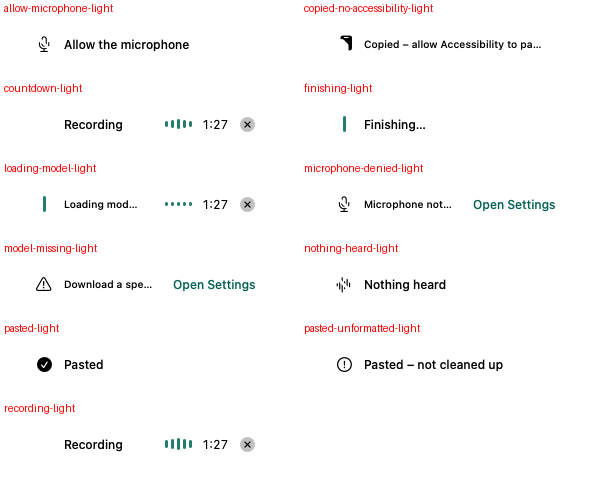 allow-microphone-light
Allow the microphone
copied-no-accessibility-light
Copied – allow Accessibility to pa...
countdown-light
Recording 1:27
finishing-light
Finishing...
loading-model-light
Loading mod... 1:27
microphone-denied-light
Microphone not... Open Settings
model-missing-light
Download a spe... Open Settings
nothing-heard-light
Nothing heard
pasted-light
Pasted
pasted-unformatted-light
Pasted – not cleaned up
recording-light
Recording 1:27